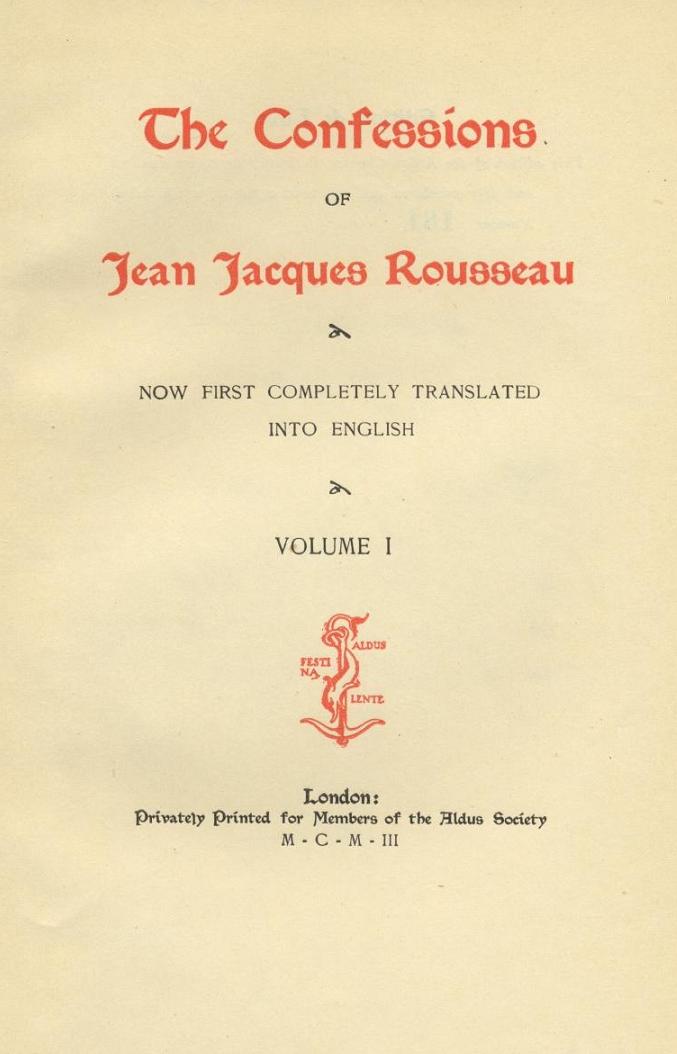 The Confessions
OF
Jean Jacques Rousseau
NOW FIRST COMPLETELY TRANSLATED
INTO ENGLISH
VOLUME I
ALDUS
FESTI
NA
LENTE
London:
Privately Printed for Members of the Aldus Society
M - C - M - III